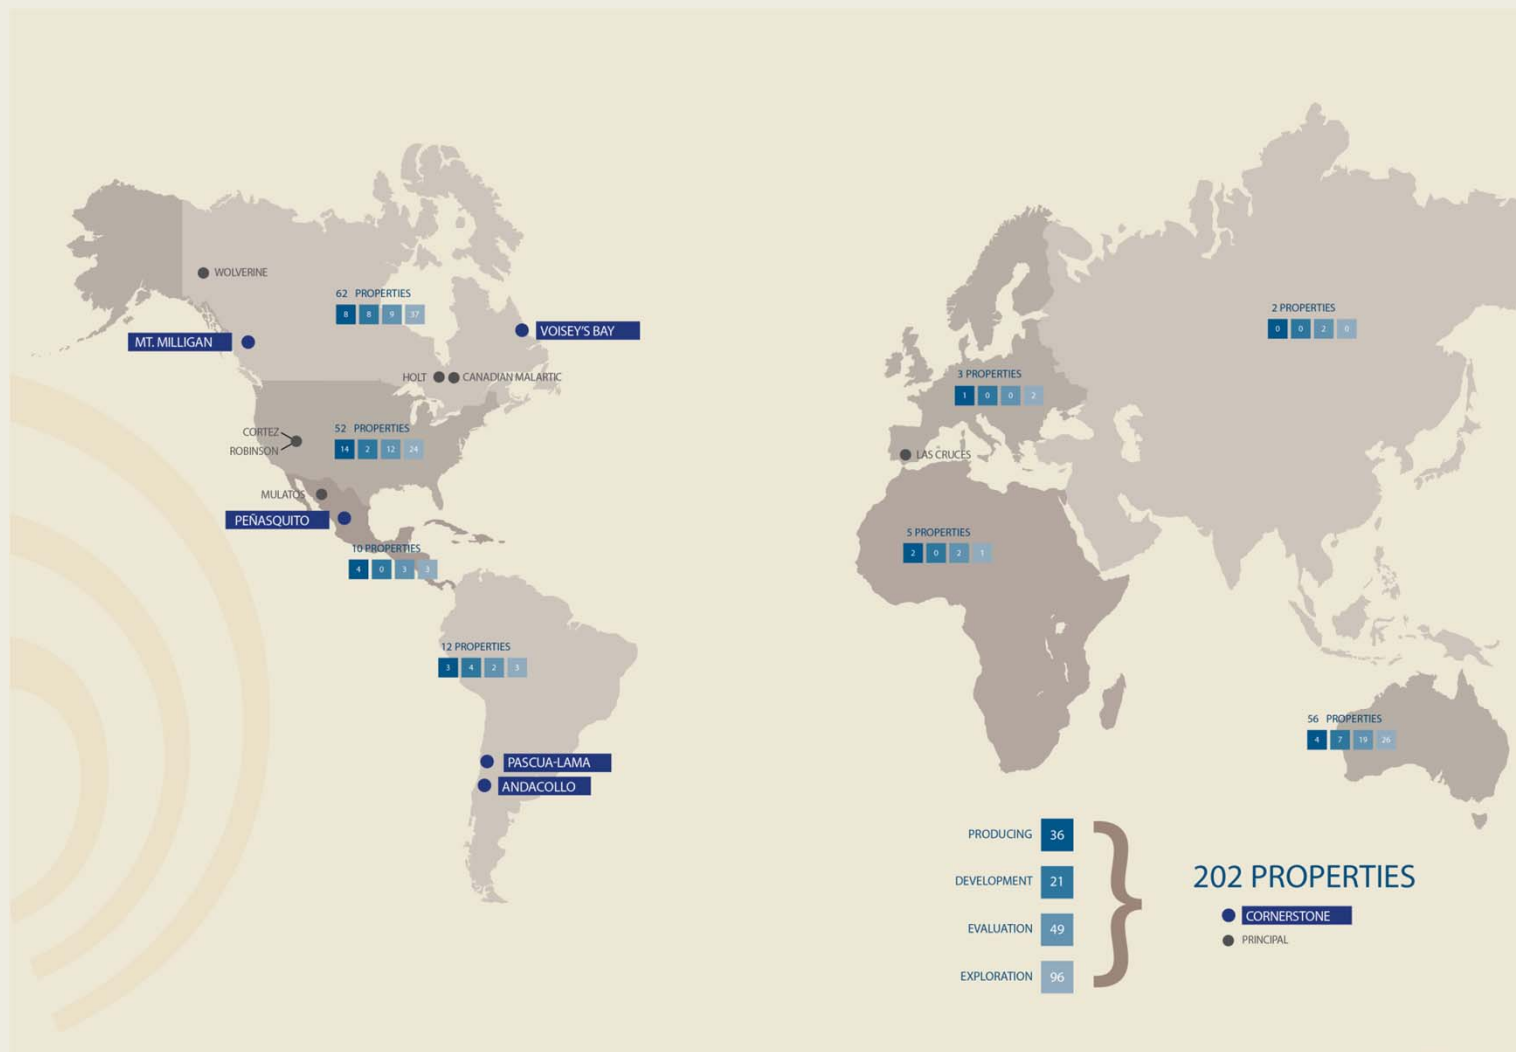 WOLVERINE
62 PROPERTIES
8 8 9 37
MT. MILLIGAN
VOISEY'S BAY
HOLT
CANADIAN MALARTIC
CORTEZ
ROBINSON
52 PROPERTIES
14 2 12 24
MULATOS
PEÑASQUITO
10 PROPERTIES
4 0 3 3
12 PROPERTIES
3 4 2 3
PASCUA-LAMA
ANDACOLLO
2 PROPERTIES
0 0 2 0
3 PROPERTIES
1 0 0 2
LAS CRUCES
5 PROPERTIES
2 0 2 1
56 PROPERTIES
4 7 19 26
PRODUCING 36
DEVELOPMENT 21
EVALUATION 49
EXPLORATION 96
202 PROPERTIES
CORNERSTONE
PRINCIPAL